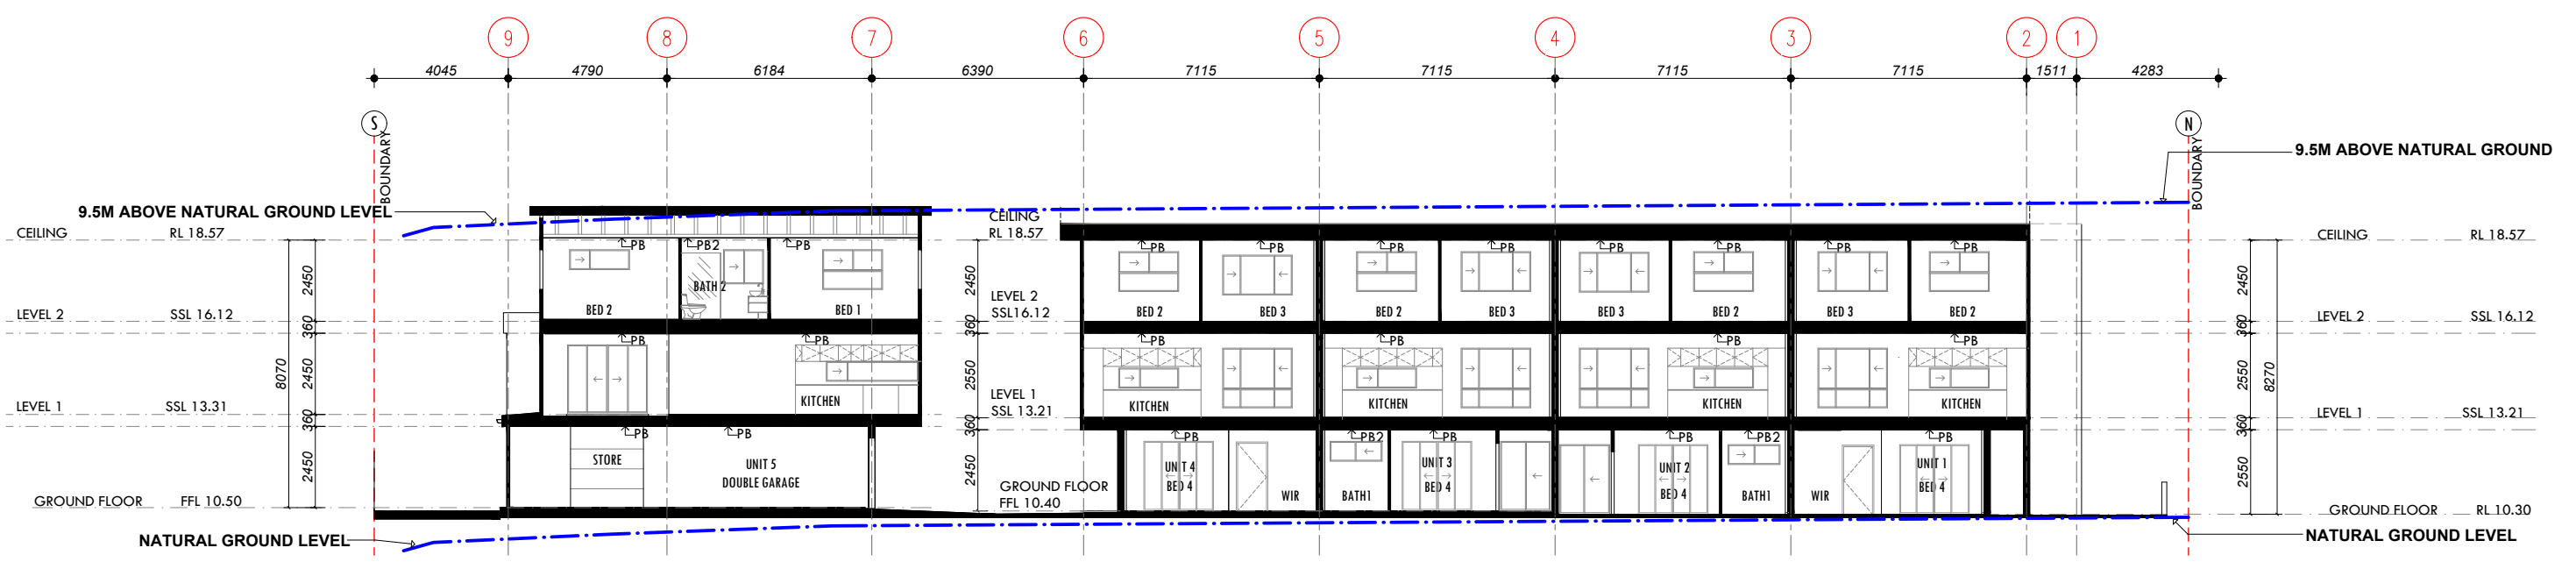 9 8 7 6 5 4 3 2 1
4045 4790 6184 6390 7115 7115 7115 7115 1511 4283
S
BOUNDARY
N
BOUNDARY
9.5M ABOVE NATURAL GROUND
9.5M ABOVE NATURAL GROUND LEVEL
CEILING RL 18.57
CEILING
RL 18.57
CEILING RL 18.57
PB PB2 PB PB PB PB PB PB PB PB PB
2450 2450 2450
BATH 2
BED 2 BED 1 BED 2 BED 3 BED 2 BED 3 BED 3 BED 2 BED 3 BED 2
LEVEL 2 SSL 16.12
LEVEL 2
SSL16.12
LEVEL 2 SSL 16.12
360 360 360
PB PB PB PB PB PB
8070 2450 2550 2550 8270
KITCHEN KITCHEN KITCHEN KITCHEN KITCHEN
LEVEL 1 SSL 13.31
LEVEL 1
SSL 13.21
LEVEL 1 SSL 13.21
360 360 360
PB PB PB PB2 PB PB PB2 PB
2450 2450 2550
STORE
UNIT 5
DOUBLE GARAGE
UNIT 4
BED 4
WIR
BATH1
UNIT 3
BED 4
UNIT 2
BED 4
BATH1
WIR
UNIT 1
BED 4
GROUND FLOOR FFL 10.50
GROUND FLOOR
FFL 10.40
GROUND FLOOR RL 10.30
NATURAL GROUND LEVEL
NATURAL GROUND LEVEL